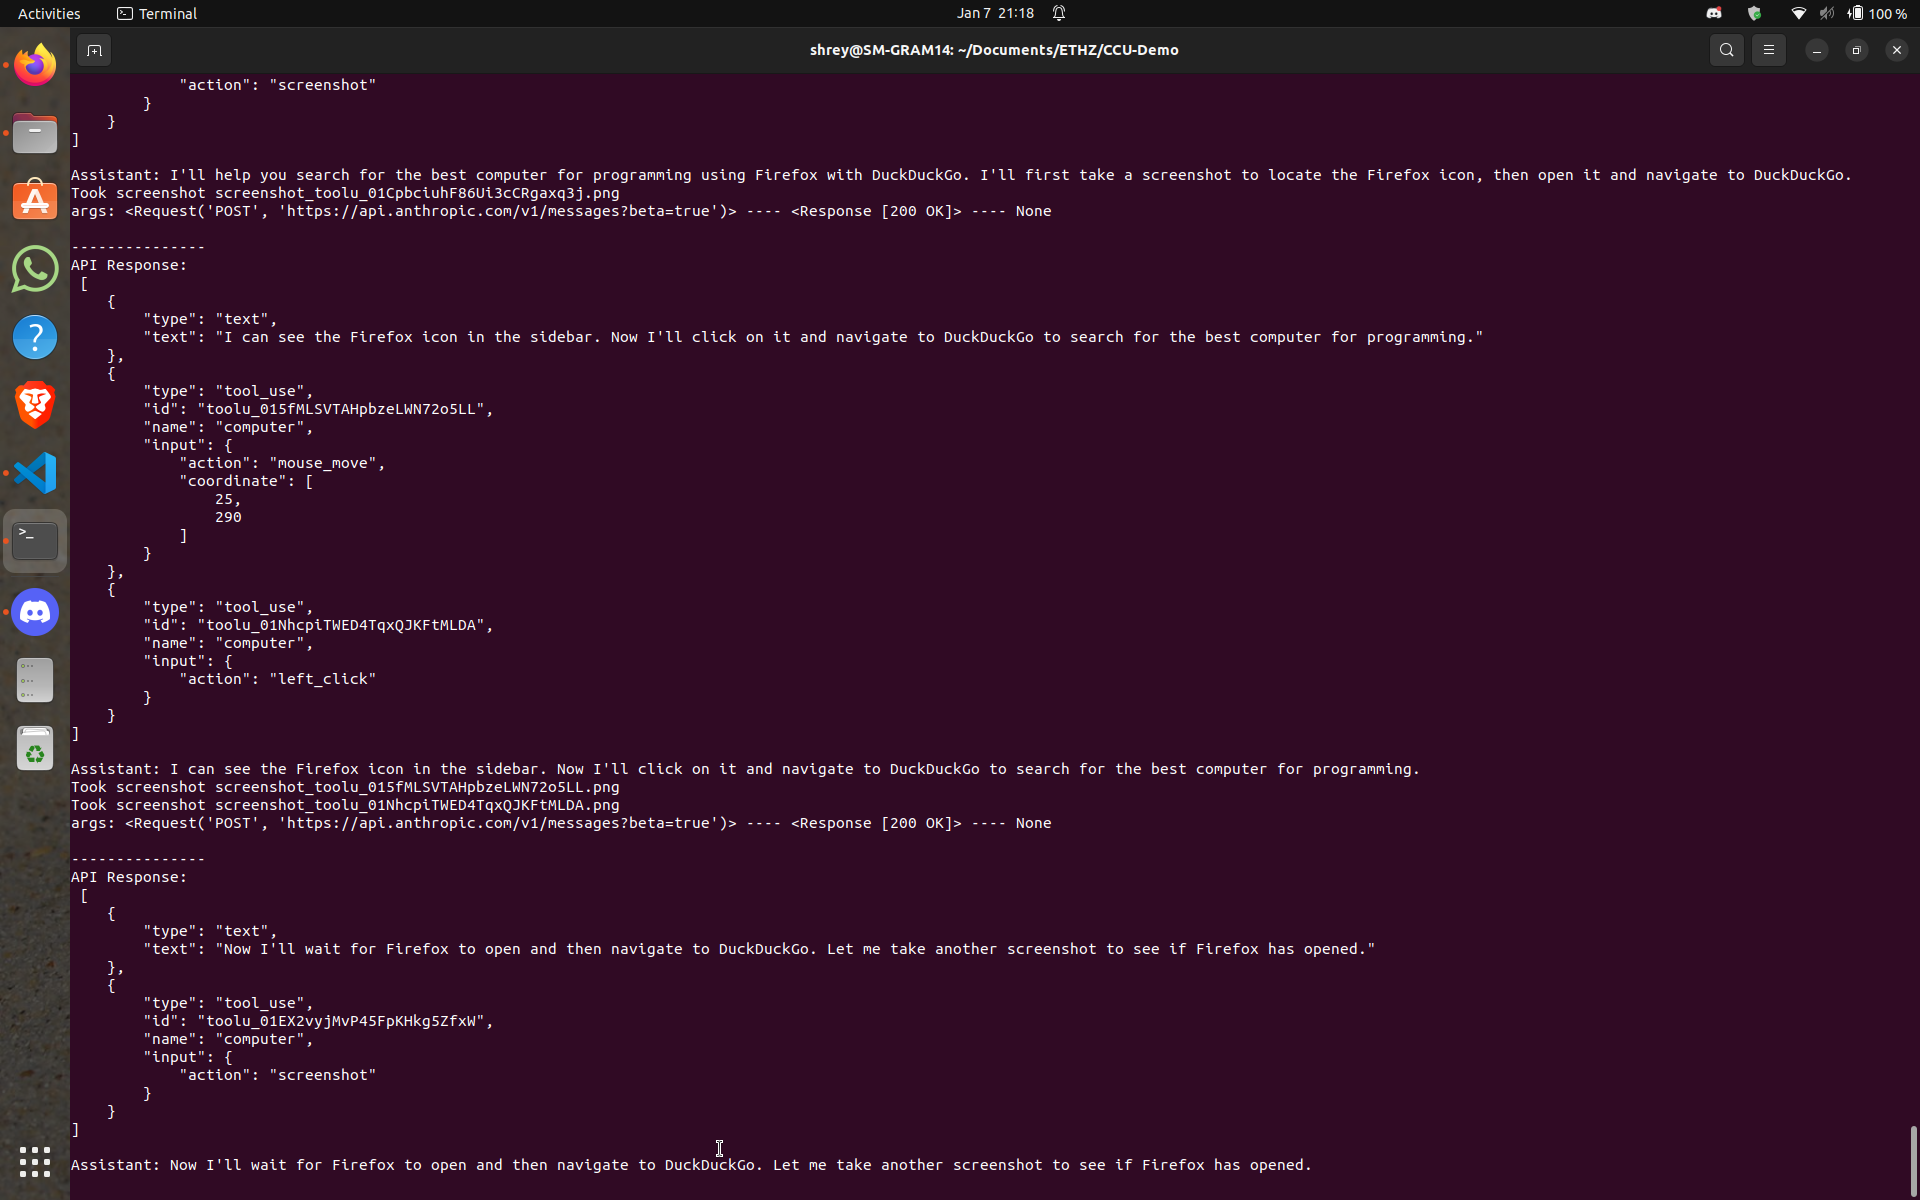 Activities
Terminal
Jan 7 21:18
100 %
shrey@SM-GRAM14: ~/Documents/ETHZ/CCU-Demo
"action": "screenshot"
}
}
]
Assistant: I'll help you search for the best computer for programming using Firefox with DuckDuckGo. I'll first take a screenshot to locate the Firefox icon, then open it and navigate to DuckDuckGo.
Took screenshot screenshot_toolu_01CpbciuhF86Ui3cCRgaxq3j.png
args: <Request('POST', 'https://api.anthropic.com/v1/messages?beta=true')> ---- <Response [200 OK]> ---- None
---------------
API Response:
[
{
"type": "text",
"text": "I can see the Firefox icon in the sidebar. Now I'll click on it and navigate to DuckDuckGo to search for the best computer for programming."
},
{
"type": "tool_use",
"id": "toolu_015fMLSVTAHpbzeLWN72o5LL",
"name": "computer",
"input": {
"action": "mouse_move",
"coordinate": [
25,
290
]
}
},
{
"type": "tool_use",
"id": "toolu_01NhcpiTWED4TqxQJKFtMLDA",
"name": "computer",
"input": {
"action": "left_click"
}
}
]
Assistant: I can see the Firefox icon in the sidebar. Now I'll click on it and navigate to DuckDuckGo to search for the best computer for programming.
Took screenshot screenshot_toolu_015fMLSVTAHpbzeLWN72o5LL.png
Took screenshot screenshot_toolu_01NhcpiTWED4TqxQJKFtMLDA.png
args: <Request('POST', 'https://api.anthropic.com/v1/messages?beta=true')> ---- <Response [200 OK]> ---- None
---------------
API Response:
[
{
"type": "text",
"text": "Now I'll wait for Firefox to open and then navigate to DuckDuckGo. Let me take another screenshot to see if Firefox has opened."
},
{
"type": "tool_use",
"id": "toolu_01EX2vyjMvP45FpKHkg5ZfxW",
"name": "computer",
"input": {
"action": "screenshot"
}
}
]
Assistant: Now I'll wait for Firefox to open and then navigate to DuckDuckGo. Let me take another screenshot to see if Firefox has opened.